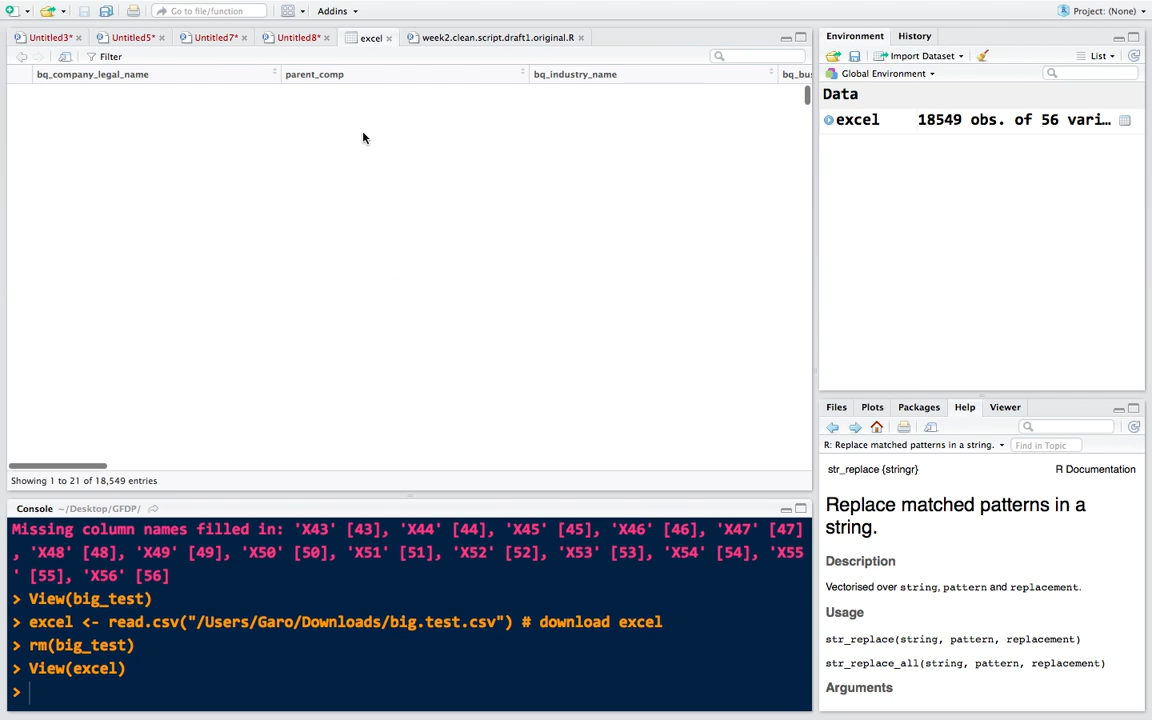 Go to file/function
Addins
Project: (None)
Untitled3*
Untitled5*
Untitled7*
Untitled8*
excel
week2.clean.script.draft1.original.R
Filter
bq_company_legal_name
parent_comp
bq_industry_name
bq_bu
Showing 1 to 21 of 18,549 entries
Console ~/Desktop/GFDP/
Missing column names filled in: 'X43' [43], 'X44' [44], 'X45' [45], 'X46' [46], 'X47' [47]
, 'X48' [48], 'X49' [49], 'X50' [50], 'X51' [51], 'X52' [52], 'X53' [53], 'X54' [54], 'X55
' [55], 'X56' [56]
> View(big_test)
> excel <- read.csv("/Users/Garo/Downloads/big.test.csv") # download excel
> rm(big_test)
> View(excel)
>
Environment
History
Import Dataset
List
Global Environment
Data
excel 18549 obs. of 56 vari…
Files
Plots
Packages
Help
Viewer
R: Replace matched patterns in a string.
Find in Topic
str_replace {stringr}
R Documentation
Replace matched patterns in a
string.
Description
Vectorised over string, pattern and replacement.
Usage
str_replace(string, pattern, replacement)
str_replace_all(string, pattern, replacement)
Arguments